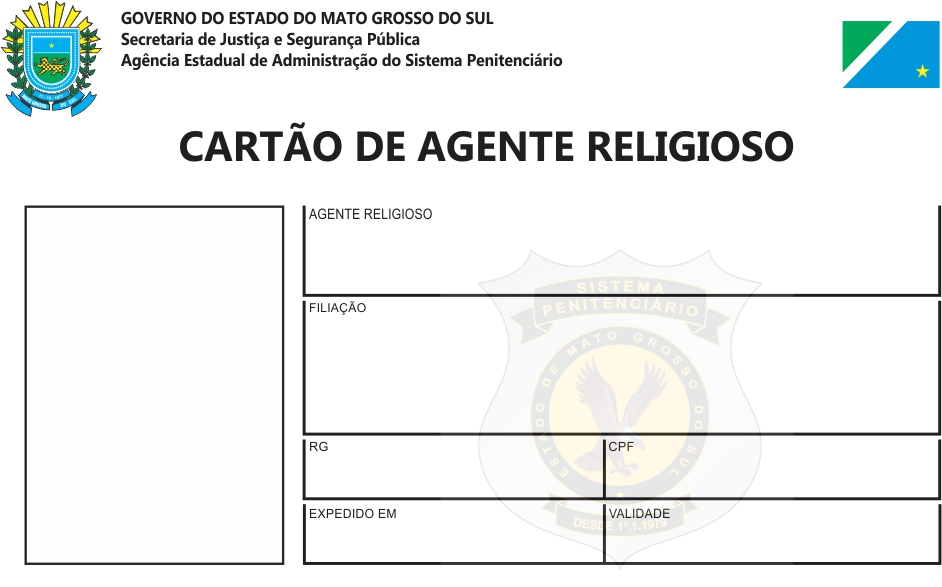 GOVERNO DO ESTADO DO MATO GROSSO DO SUL
Secretaria de Justiça e Segurança Pública
Agência Estadual de Administração do Sistema Penitenciário
CARTÃO DE AGENTE RELIGIOSO
AGENTE RELIGIOSO
SISTEMA
PENITENCIÁRIO
FILIAÇÃO
ESTADO DE MATO GROSSO DO SUL
RG
CPF
EXPEDIDO EM
VALIDADE
DESDE 1º.1.1979